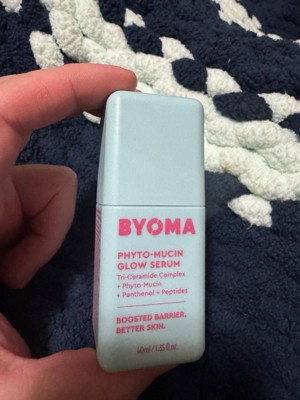 BYOMA
PHYTO-MUCIN
GLOW SERUM
Tri-Ceramide Complex
+ Phyto-Mucin
+ Panthenol + Peptides
BOOSTED BARRIER.
BETTER SKIN.